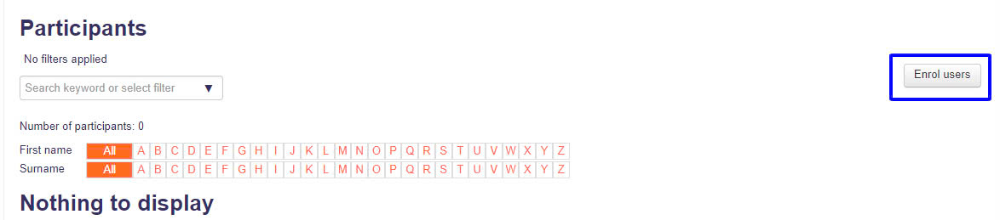 Participants
No filters applied
Search keyword or select filter ▼
Enrol users
Number of participants: 0
First name All A B C D E F G H I J K L M N O P Q R S T U V W X Y Z
Surname All A B C D E F G H I J K L M N O P Q R S T U V W X Y Z
Nothing to display